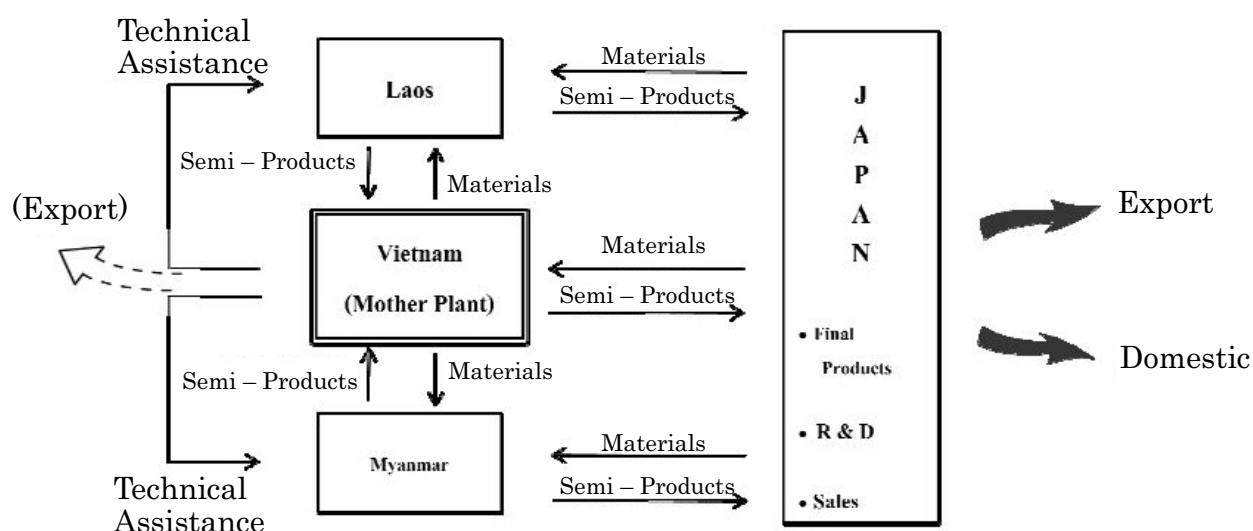 Technical
Assistance
Laos
Materials
Semi – Products
Semi – Products
Materials
(Export)
Vietnam
(Mother Plant)
Materials
Semi – Products
Semi – Products
Materials
Myanmar
Materials
Semi – Products
Technical
Assistance
J
A
P
A
N
• Final
Products
• R & D
• Sales
Export
Domestic